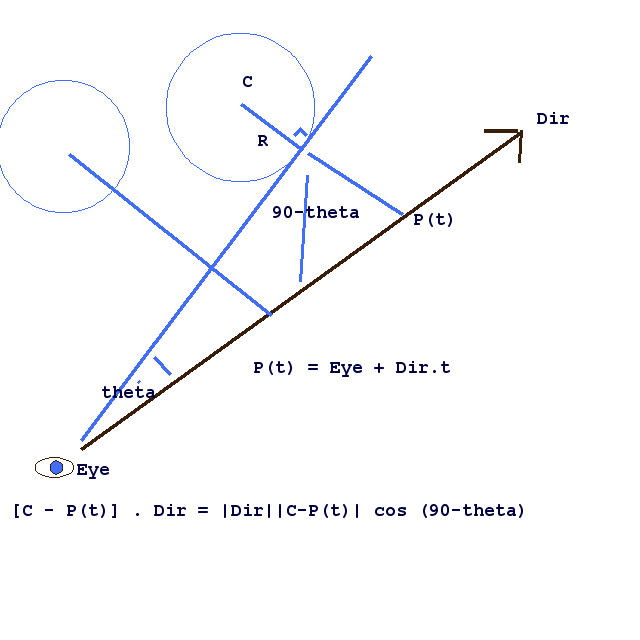 C
Dir
R
90-theta
P(t)
P(t) = Eye + Dir.t
theta
Eye
[C - P(t)] . Dir = |Dir||C-P(t)| cos (90-theta)